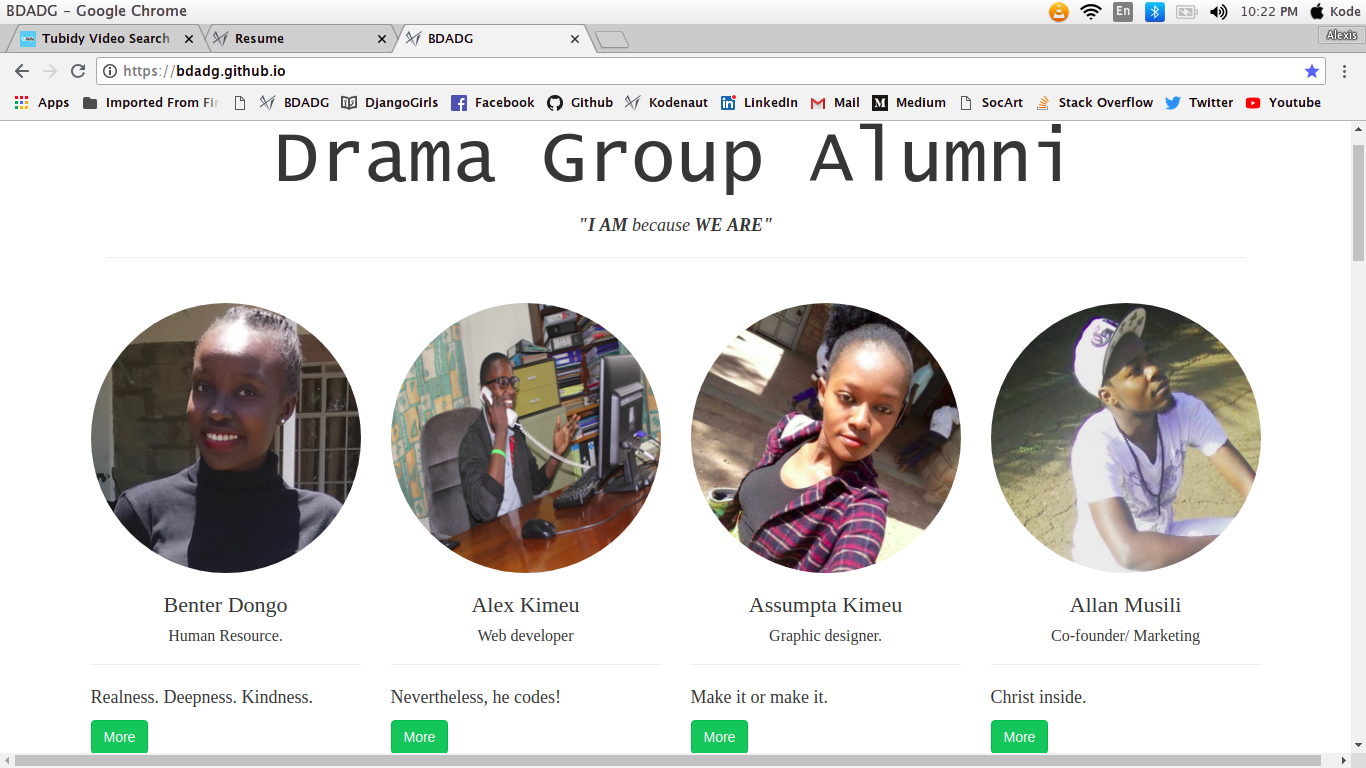 BDADG - Google Chrome
En
10:22 PM
Kode
Tubidy Video Search
Resume
BDADG
Alexis
https://bdadg.github.io
Apps
Imported From Fir
BDADG
DjangoGirls
Facebook
Github
Kodenaut
LinkedIn
Mail
Medium
SocArt
Stack Overflow
Twitter
Youtube
Drama Group Alumni
"I AM because WE ARE"
Benter Dongo
Alex Kimeu
Assumpta Kimeu
Allan Musili
Human Resource.
Web developer
Graphic designer.
Co-founder/ Marketing
Realness. Deepness. Kindness.
Nevertheless, he codes!
Make it or make it.
Christ inside.
More
More
More
More